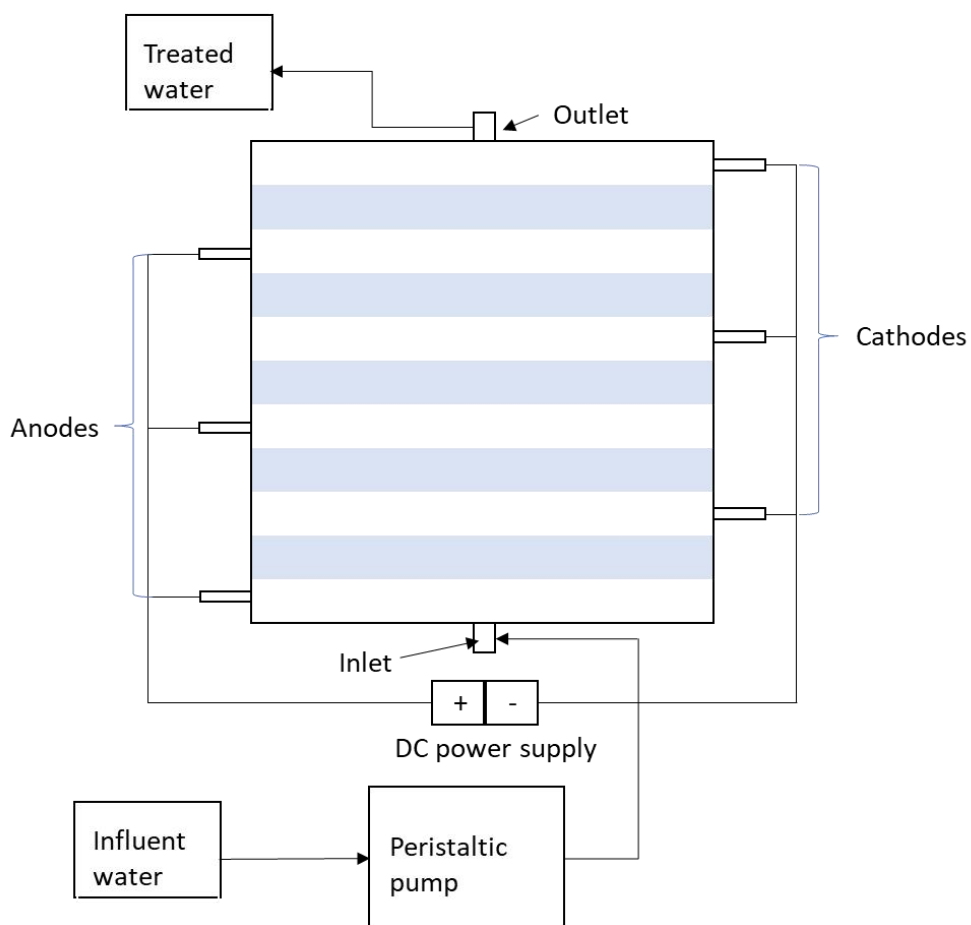 Treated
water
Outlet
Cathodes
Anodes
Inlet
+ -
DC power supply
Influent
water
Peristaltic
pump